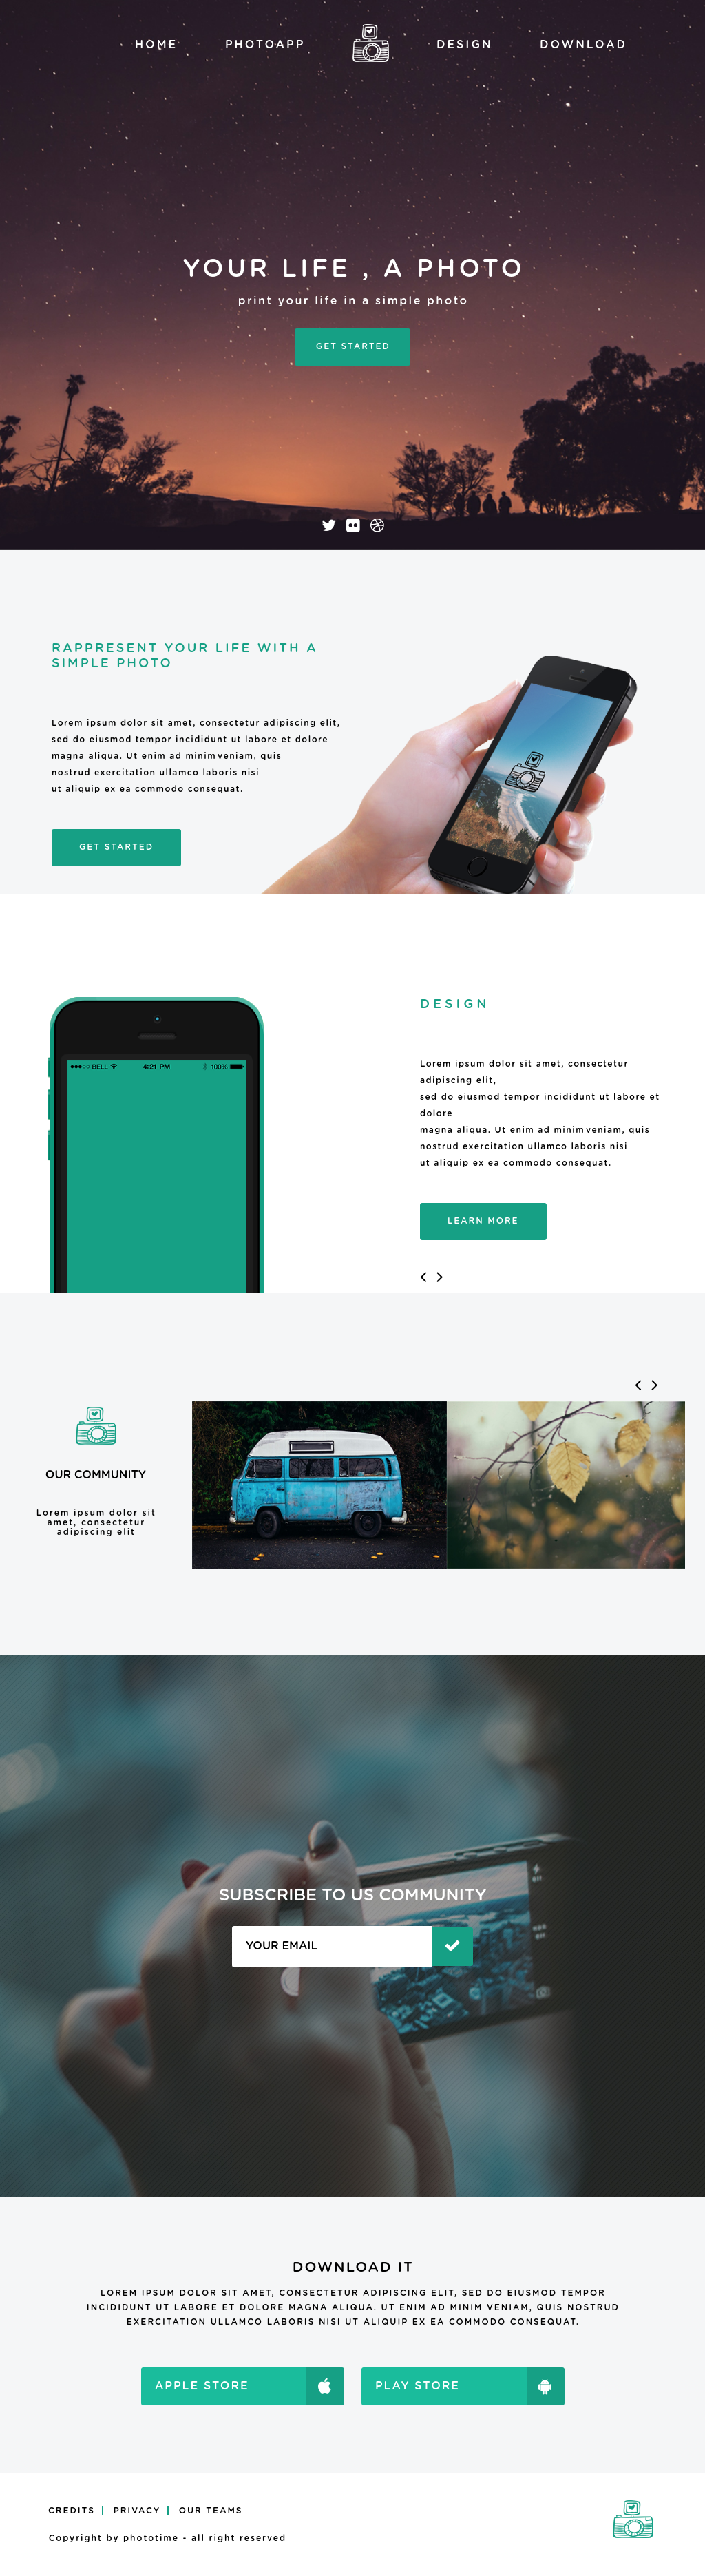 HOME PHOTOAPP DESIGN DOWNLOAD
YOUR LIFE , A PHOTO
print your life in a simple photo
GET STARTED
RAPPRESENT YOUR LIFE WITH A
SIMPLE PHOTO
Lorem ipsum dolor sit amet, consectetur adipiscing elit,
sed do eiusmod tempor incididunt ut labore et dolore
magna aliqua. Ut enim ad minim veniam, quis
nostrud exercitation ullamco laboris nisi
ut aliquip ex ea commodo consequat.
GET STARTED
BELL 4:21 PM 100%
DESIGN
Lorem ipsum dolor sit amet, consectetur
adipiscing elit,
sed do eiusmod tempor incididunt ut labore et
dolore
magna aliqua. Ut enim ad minim veniam, quis
nostrud exercitation ullamco laboris nisi
ut aliquip ex ea commodo consequat.
LEARN MORE
OUR COMMUNITY
Lorem ipsum dolor sit
amet, consectetur
adipiscing elit
SUBSCRIBE TO US COMMUNITY
YOUR EMAIL
DOWNLOAD IT
LOREM IPSUM DOLOR SIT AMET, CONSECTETUR ADIPISCING ELIT, SED DO EIUSMOD TEMPOR
INCIDIDUNT UT LABORE ET DOLORE MAGNA ALIQUA. UT ENIM AD MINIM VENIAM, QUIS NOSTRUD
EXERCITATION ULLAMCO LABORIS NISI UT ALIQUIP EX EA COMMODO CONSEQUAT.
APPLE STORE
PLAY STORE
CREDITS | PRIVACY | OUR TEAMS
Copyright by phototime - all right reserved